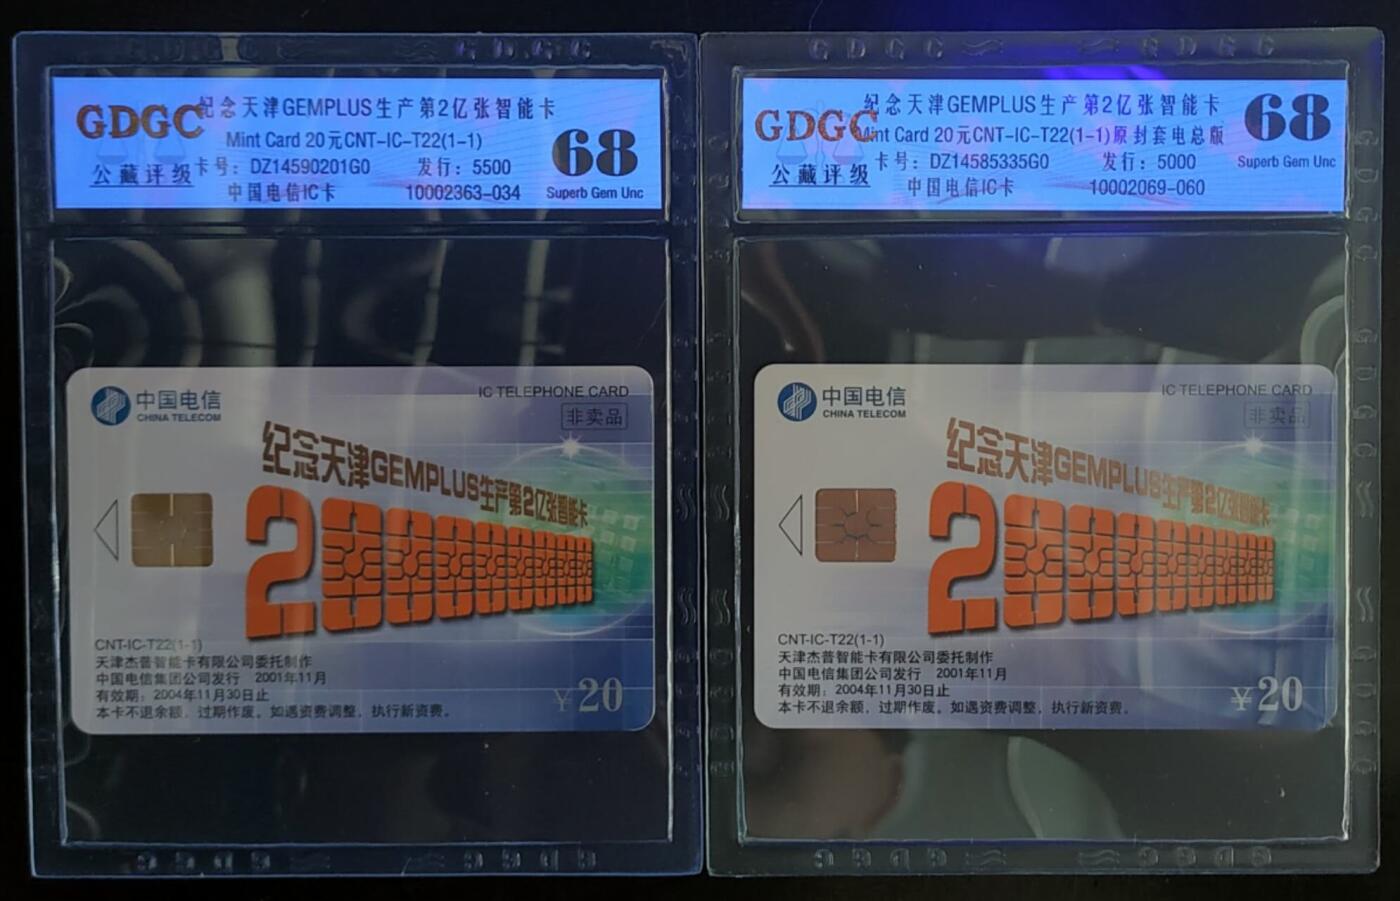 GDGC
GDGC
GDGC
GDGC
GDGC
公藏评级
纪念天津GEMPLUS生产第2亿张智能卡
Mint Card 20元CNT-IC-T22(1-1)
卡号：DZ14590201G0 发行：5500
中国电信IC卡 10002363-034
68
Superb Gem Unc
中国电信
CHINA TELECOM
IC TELEPHONE CARD
非卖品
纪念天津GEMPLUS生产第2亿张智能卡
200000000
CNT-IC-T22(1-1)
天津杰普智能卡有限公司委托制作
中国电信集团公司发行 2001年11月
有效期：2004年11月30日止
本卡不退余额，过期作废。如遇资费调整，执行新资费。
¥20
GDGC
GDGC
GDGC
公藏评级
纪念天津GEMPLUS生产第2亿张智能卡
Mint Card 20元CNT-IC-T22(1-1)原封套电总版
卡号：DZ14585335G0 发行：5000
中国电信IC卡 10002069-060
68
Superb Gem Unc
中国电信
CHINA TELECOM
IC TELEPHONE CARD
非卖品
纪念天津GEMPLUS生产第2亿张智能卡
200000000
CNT-IC-T22(1-1)
天津杰普智能卡有限公司委托制作
中国电信集团公司发行 2001年11月
有效期：2004年11月30日止
本卡不退余额，过期作废。如遇资费调整，执行新资费。
¥20
GDGC
GDGC